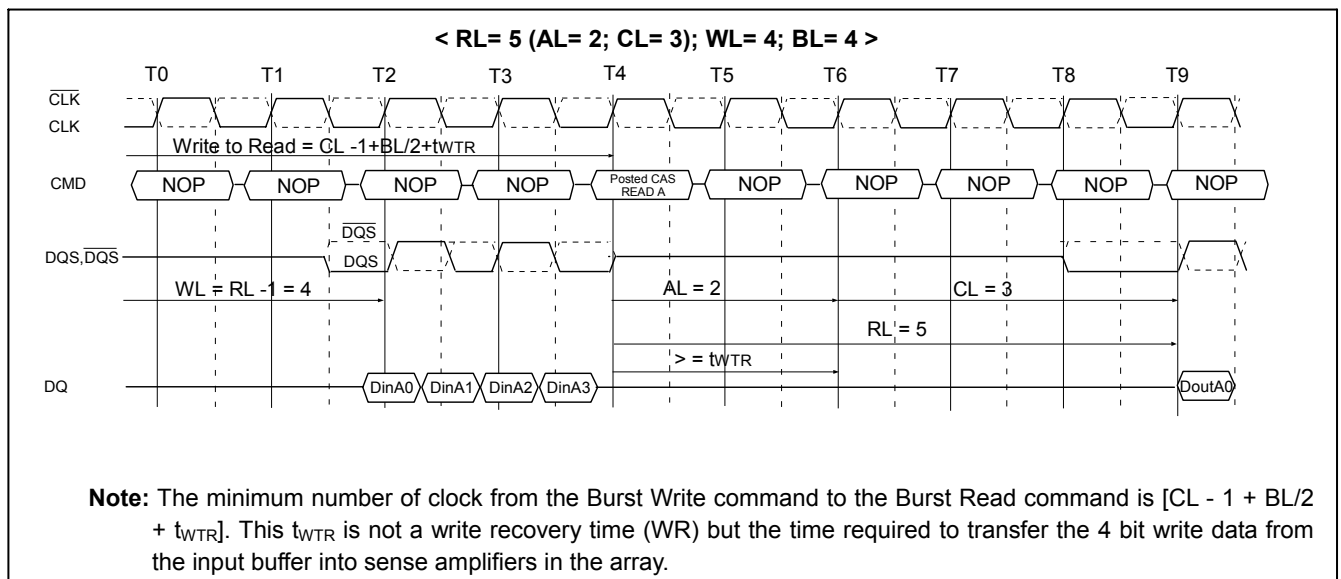 < RL= 5 (AL= 2; CL= 3); WL= 4; BL= 4 >
T0 T1 T2 T3 T4 T5 T6 T7 T8 T9
CLK
CLK
Write to Read = CL -1+BL/2+tWTR
CMD NOP NOP NOP NOP Posted CAS READ A NOP NOP NOP NOP NOP
DQS
DQS,DQS DQS
WL = RL -1 = 4 AL = 2 CL = 3
RL = 5
> = tWTR
DQ DinA0 DinA1 DinA2 DinA3 DoutA0
Note: The minimum number of clock from the Burst Write command to the Burst Read command is [CL - 1 + BL/2
+ tWTR]. This tWTR is not a write recovery time (WR) but the time required to transfer the 4 bit write data from
the input buffer into sense amplifiers in the array.